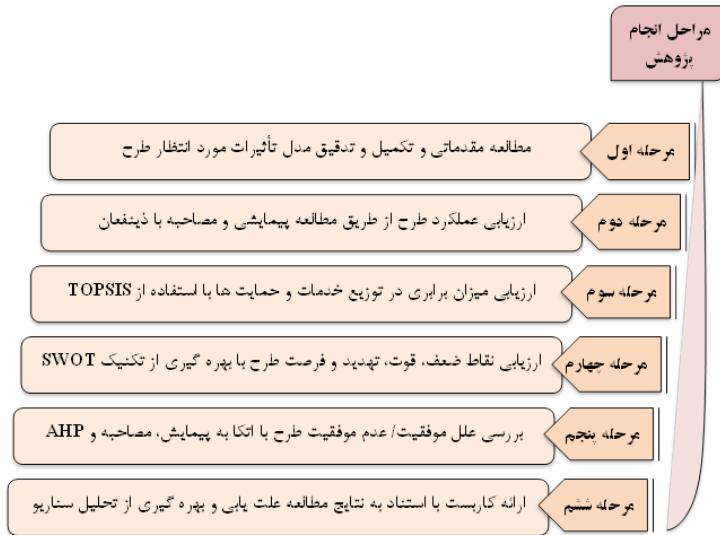 مراحل انجام
پژوهش
مرحله اول
مطالعه مقدماتی و تکمیل و تدقیق مدل تأثیرات مورد انتظار طرح
مرحله دوم
ارزیابی عملکرد طرح از طریق مطالعه پیمایشی و مصاحبه با ذینفعان
مرحله سوم
ارزیابی میزان برابری در توزیع خدمات و حمایت ها با استفاده از TOPSIS
مرحله چهارم
ارزیابی نقاط ضعف، قوت، تهدید و فرصت طرح با بهره گیری از تکنیک SWOT
مرحله پنجم
بررسی علل موفقیت/ عدم موفقیت طرح با اتکا به پیمایش، مصاحبه و AHP
مرحله ششم
ارائه کاربست با استناد به نتایج مطالعه علت یابی و بهره گیری از تحلیل سناریو